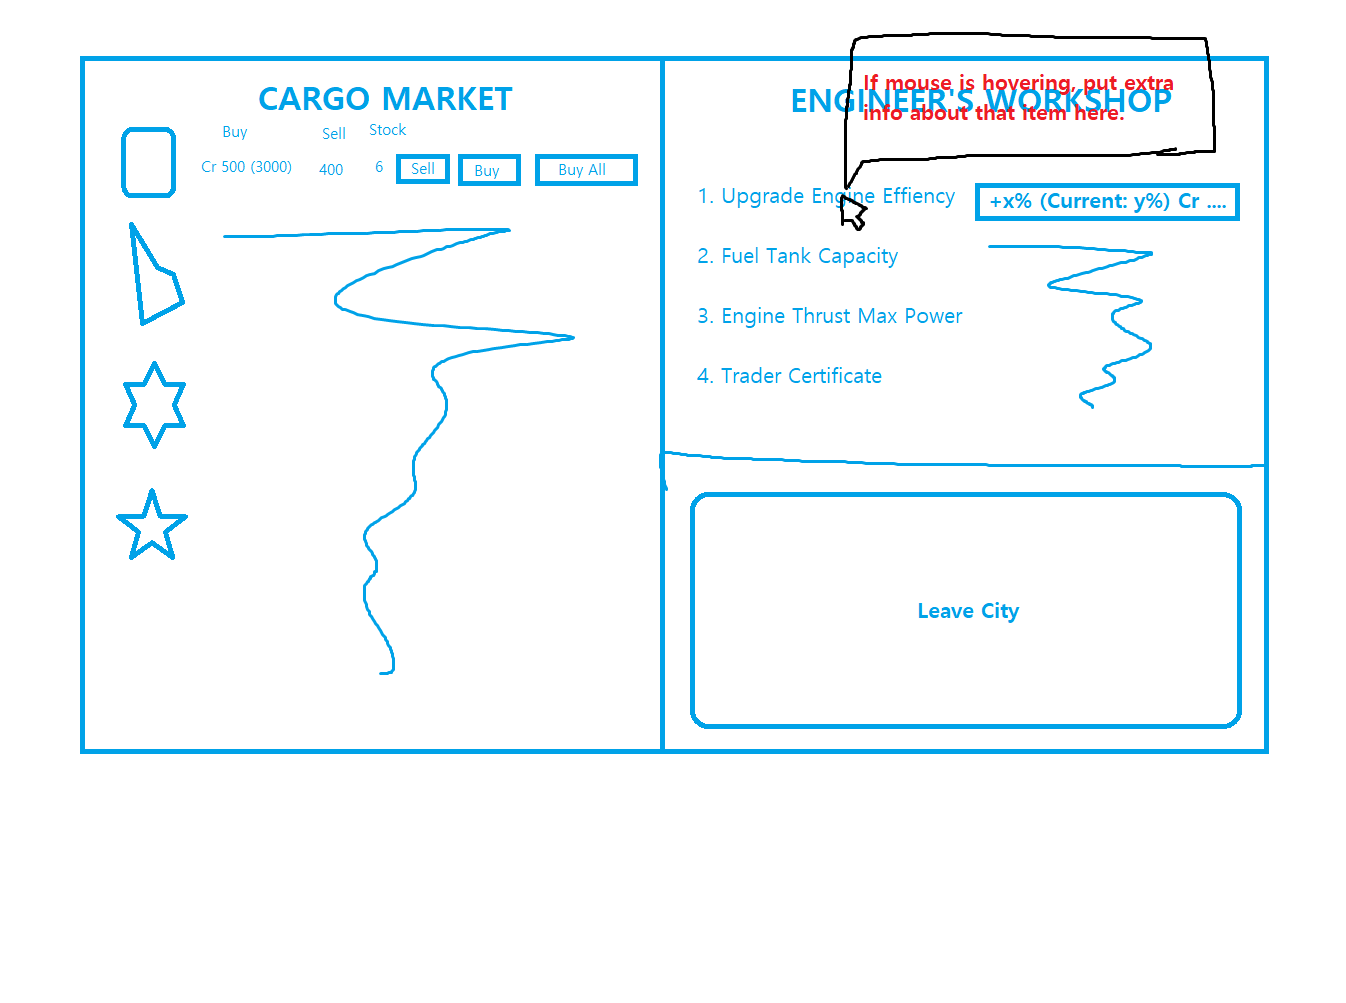 CARGO MARKET
Buy Sell Stock
Cr 500 (3000) 400 6 Sell Buy Buy All
If mouse is hovering, put extra
info about that item here.
ENGINEER'S WORKSHOP
1. Upgrade Engine Effiency +x% (Current: y%) Cr ....
2. Fuel Tank Capacity
3. Engine Thrust Max Power
4. Trader Certificate
Leave City